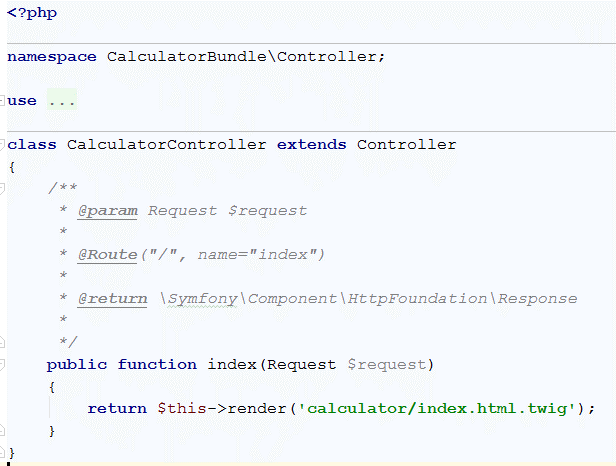 <?php
namespace CalculatorBundle\Controller;
use ...
class CalculatorController extends Controller
{
/**
* @param Request $request
*
* @Route("/", name="index")
*
* @return \Symfony\Component\HttpFoundation\Response
*
*/
public function index(Request $request)
{
return $this->render('calculator/index.html.twig');
}
}